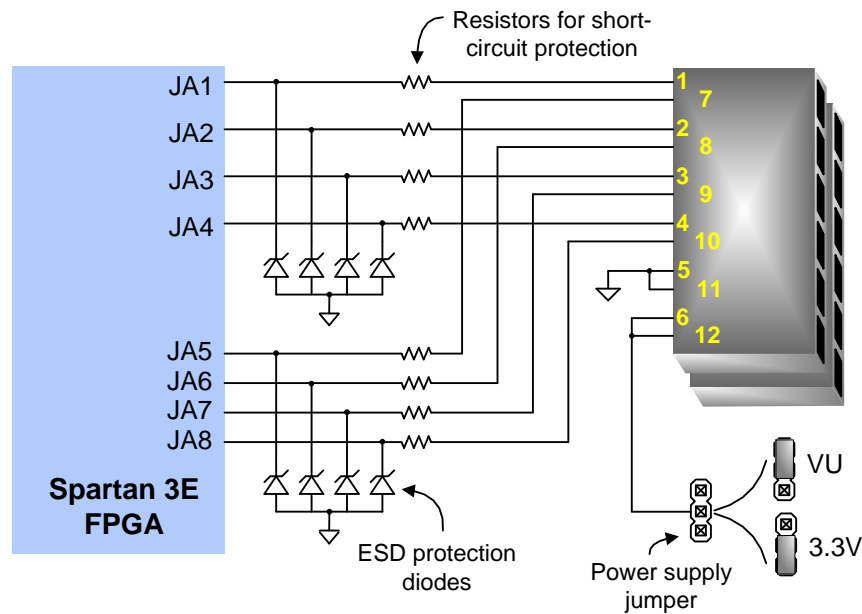 Resistors for short-
circuit protection
JA1
JA2
JA3
JA4
JA5
JA6
JA7
JA8
Spartan 3E
FPGA
1
7
2
8
3
9
4
10
5
11
6
12
ESD protection
diodes
Power supply
jumper
VU
3.3V